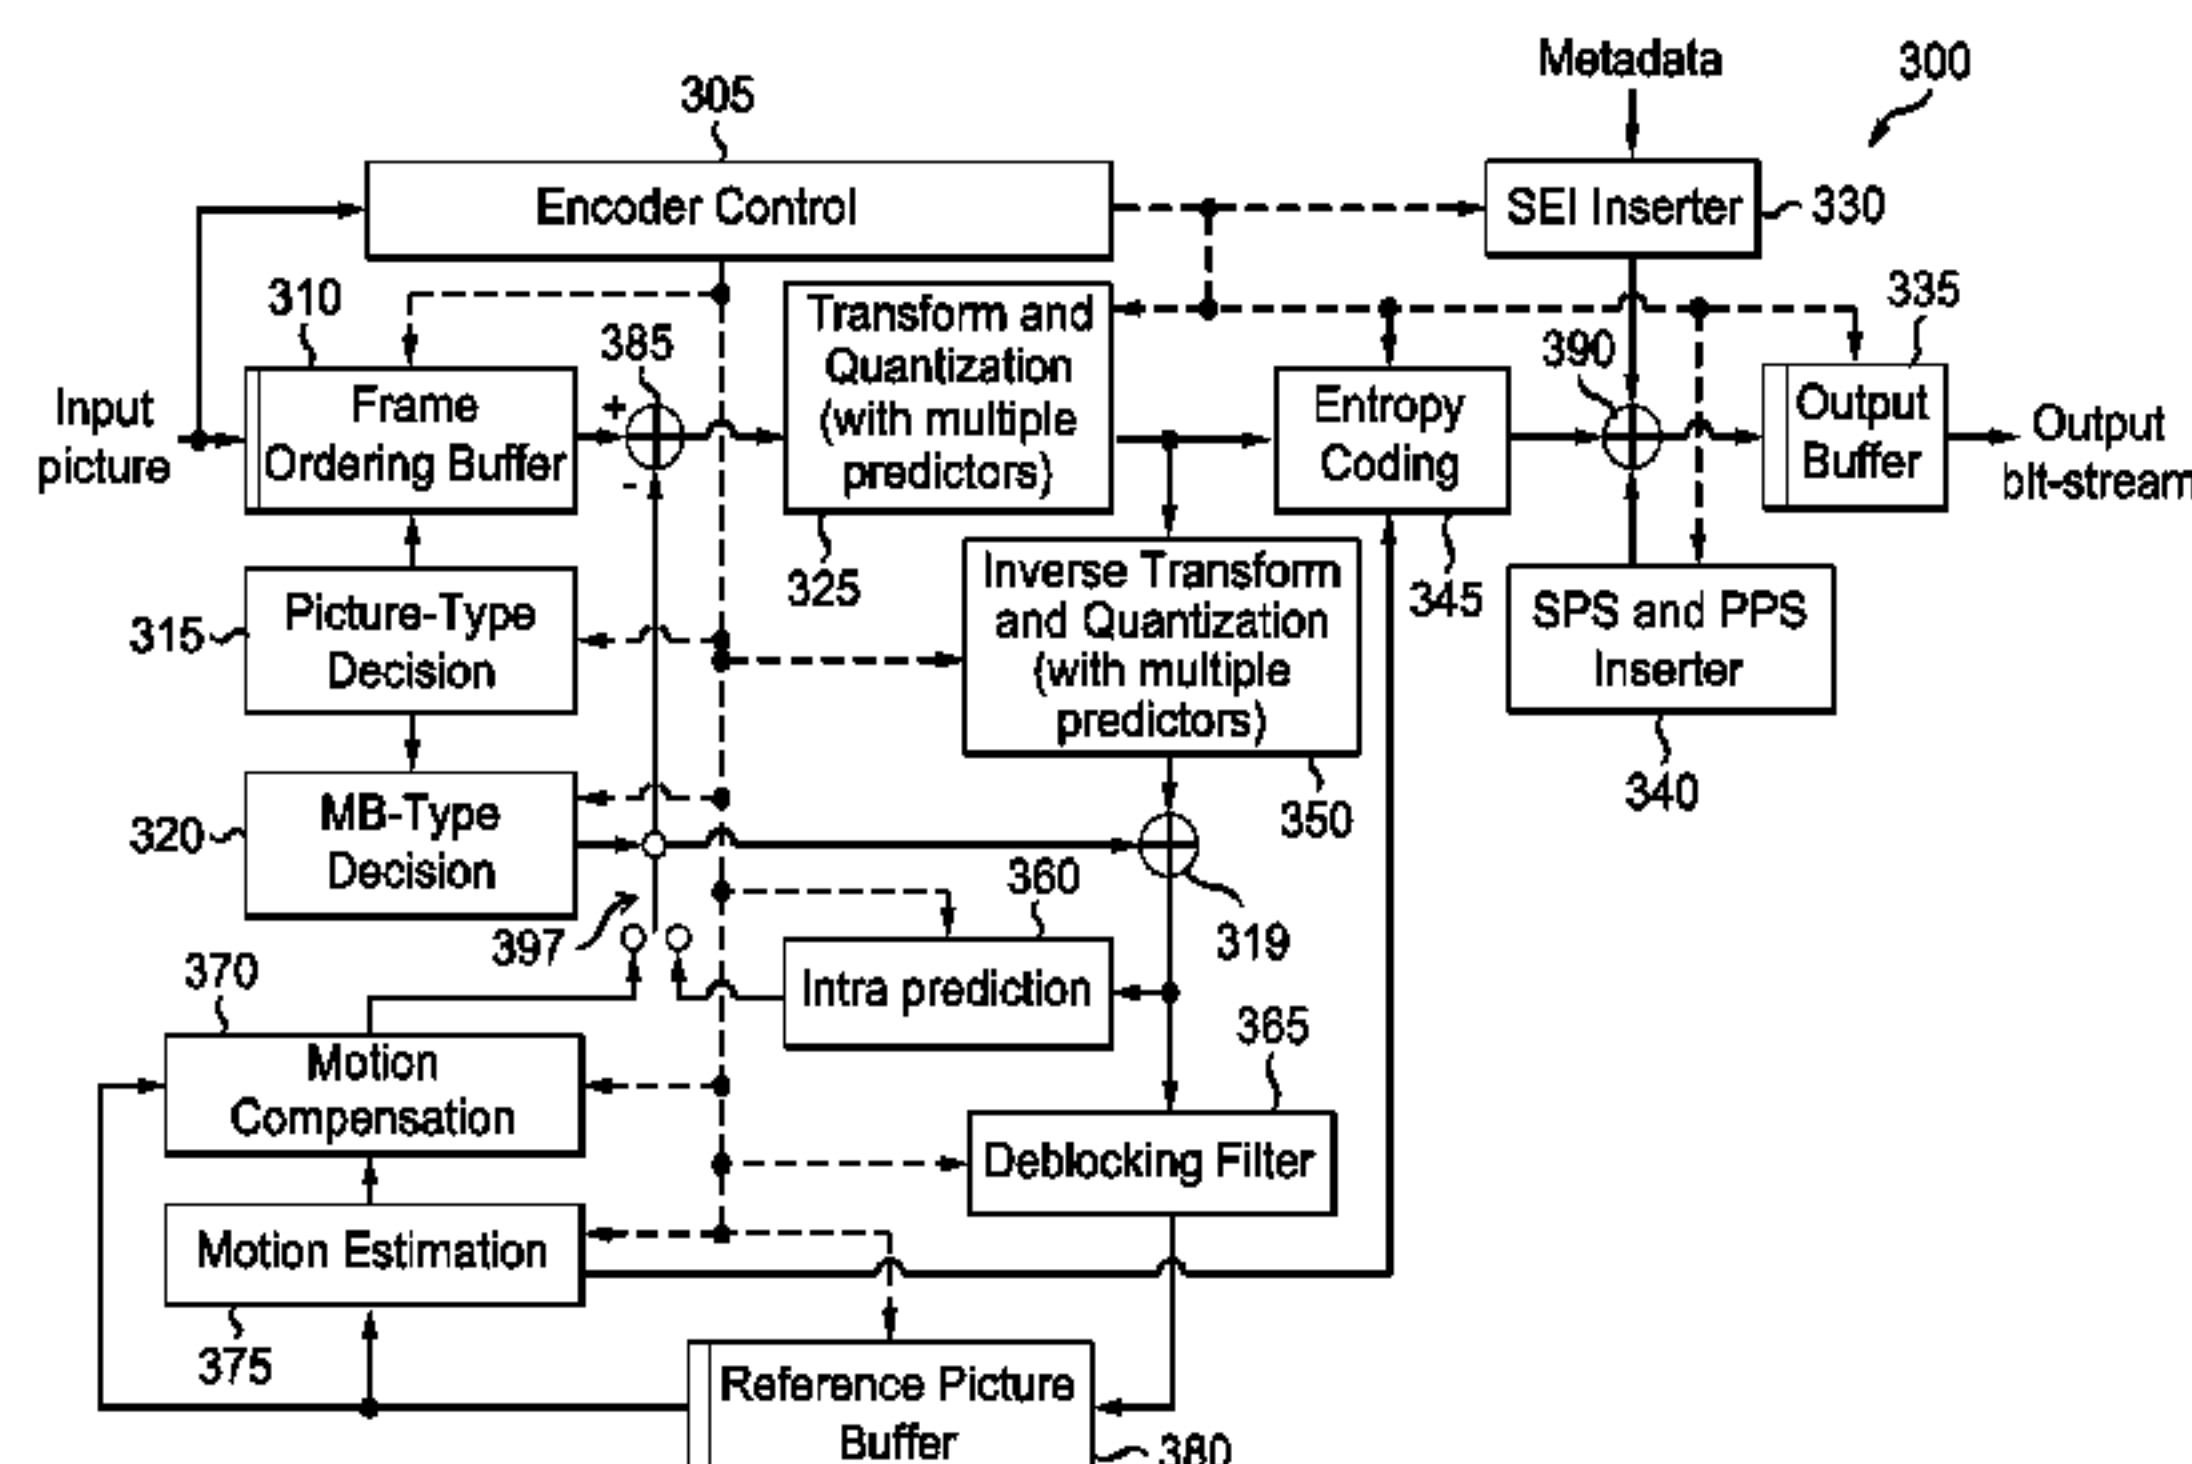 Metadata
300
305
Encoder Control
SEI Inserter
330
310
385
Transform and
Quantization
(with multiple
predictors)
335
390
Input
picture
Frame
Ordering Buffer
+
-
Entropy
Coding
Output
Buffer
Output
bit-stream
325
345
315
Picture-Type
Decision
Inverse Transform
and Quantization
(with multiple
predictors)
SPS and PPS
Inserter
340
320
MB-Type
Decision
350
360
319
397
370
Intra prediction
365
Motion
Compensation
Deblocking Filter
Motion Estimation
375
Reference Picture
Buffer
380